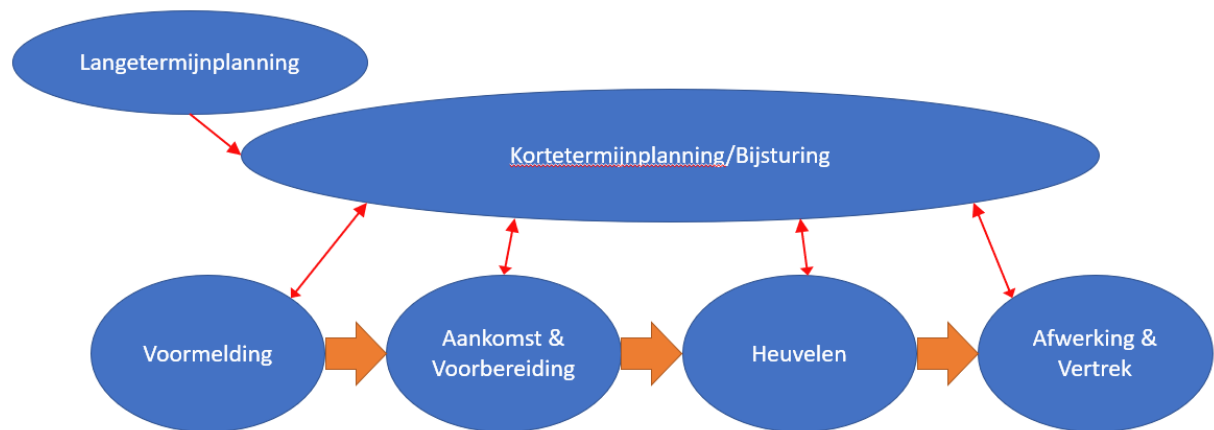 Langetermijnplanning
Kortetermijnplanning/Bijsturing
Voormelding
Aankomst &
Voorbereiding
Heuvelen
Afwerking &
Vertrek